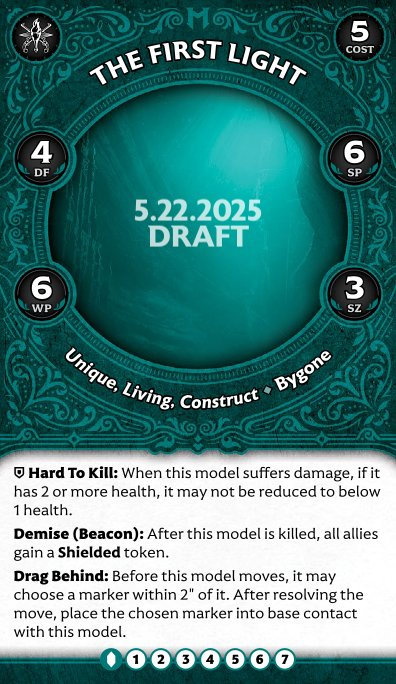 THE FIRST LIGHT
5
COST
4
DF
6
SP
5.22.2025
DRAFT
6
WP
3
SZ
Unique, Living, Construct ♦ Bygone
Hard To Kill: When this model suffers damage, if it
has 2 or more health, it may not be reduced to below
1 health.
Demise (Beacon): After this model is killed, all allies
gain a Shielded token.
Drag Behind: Before this model moves, it may
choose a marker within 2" of it. After resolving the
move, place the chosen marker into base contact
with this model.
1 2 3 4 5 6 7